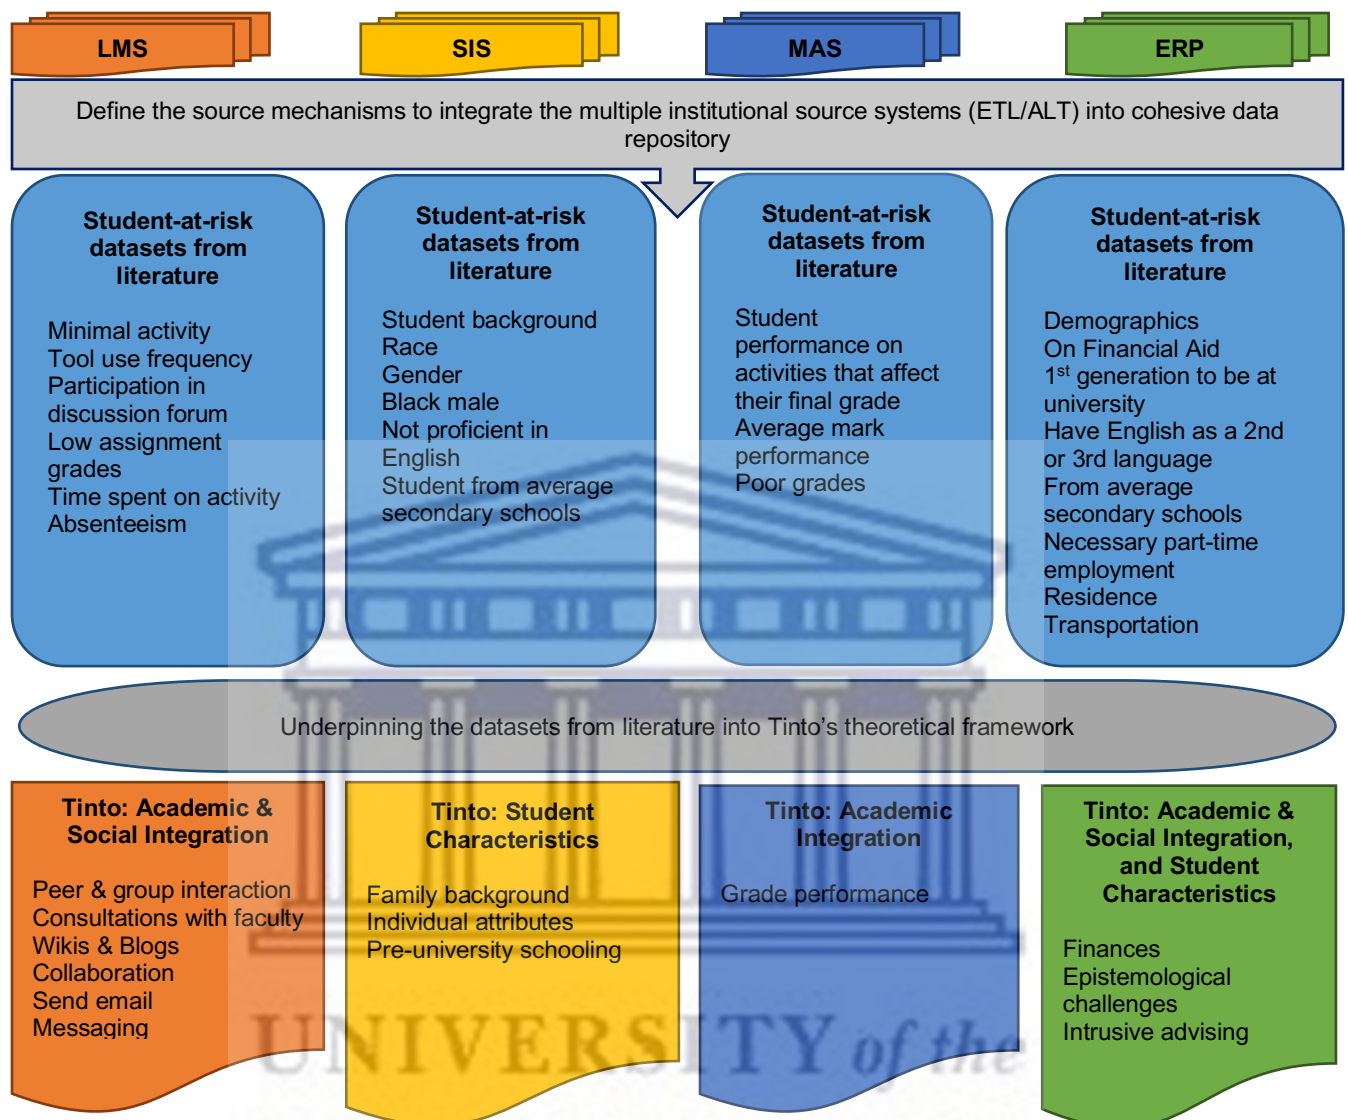 LMS
SIS
MAS
ERP
Define the source mechanisms to integrate the multiple institutional source systems (ETL/ALT) into cohesive data
repository
Student-at-risk
datasets from
literature
Minimal activity
Tool use frequency
Participation in
discussion forum
Low assignment
grades
Time spent on activity
Absenteeism
Student-at-risk
datasets from
literature
Student background
Race
Gender
Black male
Not proficient in
English
Student from average
secondary schools
Student-at-risk
datasets from
literature
Student
performance on
activities that affect
their final grade
Average mark
performance
Poor grades
Student-at-risk
datasets from
literature
Demographics
On Financial Aid
1st generation to be at
university
Have English as a 2nd
or 3rd language
From average
secondary schools
Necessary part-time
employment
Residence
Transportation
Underpinning the datasets from literature into Tinto’s theoretical framework
Tinto: Academic &
Social Integration
Peer & group interaction
Consultations with faculty
Wikis & Blogs
Collaboration
Send email
Messaging
Tinto: Student
Characteristics
Family background
Individual attributes
Pre-university schooling
Tinto: Academic
Integration
Grade performance
Tinto: Academic &
Social Integration,
and Student
Characteristics
Finances
Epistemological
challenges
Intrusive advising
UNIVERSITY of the